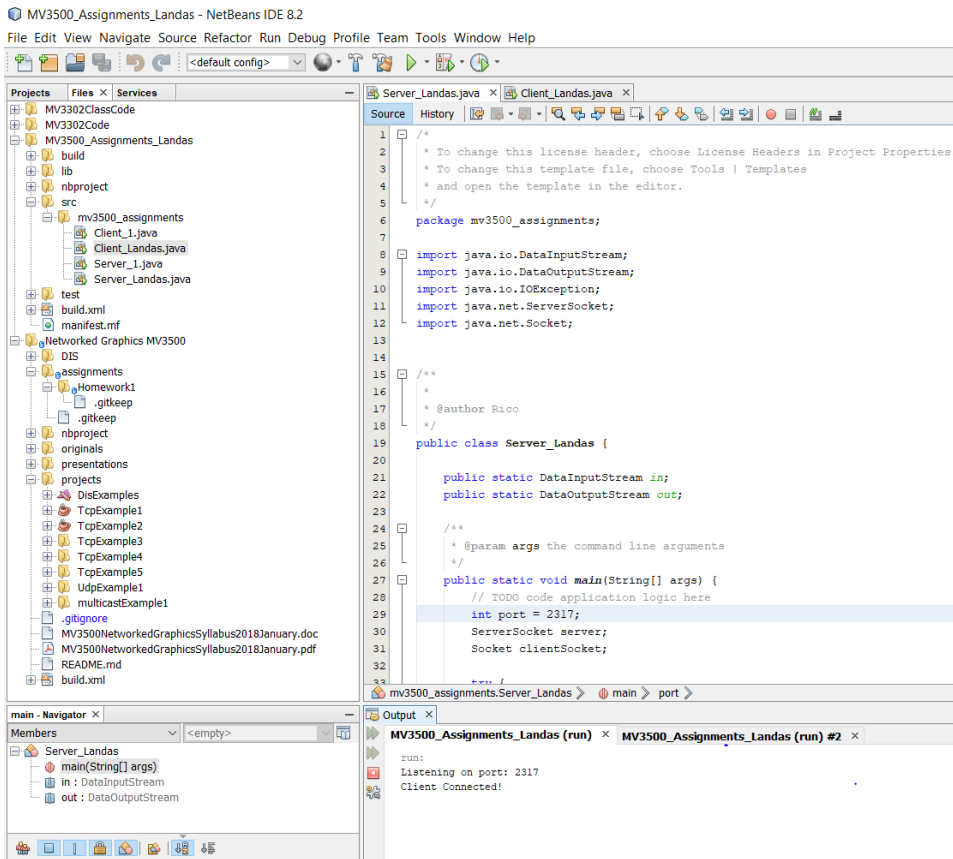 MV3500_Assignments_Landas - NetBeans IDE 8.2
File Edit View Navigate Source Refactor Run Debug Profile Team Tools Window Help
<default config>
Projects Files × Services
MV3302ClassCode
MV3302Code
MV3500_Assignments_Landas
build
lib
nbproject
src
mv3500_assignments
Client_1.java
Client_Landas.java
Server_1.java
Server_Landas.java
test
build.xml
manifest.mf
Networked Graphics MV3500
DIS
assignments
Homework1
.gitkeep
.gitkeep
nbproject
originals
presentations
projects
DisExamples
TcpExample1
TcpExample2
TcpExample3
TcpExample4
TcpExample5
UdpExample1
multicastExample1
.gitignore
MV3500NetworkedGraphicsSyllabus2018January.doc
MV3500NetworkedGraphicsSyllabus2018January.pdf
README.md
build.xml
main - Navigator ×
Members <empty>
Server_Landas
main(String[] args)
in : DataInputStream
out : DataOutputStream
Server_Landas.java × Client_Landas.java ×
Source History
1 /*
2 * To change this license header, choose License Headers in Project Properties
3 * To change this template file, choose Tools | Templates
4 * and open the template in the editor.
5 */
6 package mv3500_assignments;
7
8 import java.io.DataInputStream;
9 import java.io.DataOutputStream;
10 import java.io.IOException;
11 import java.net.ServerSocket;
12 import java.net.Socket;
13
14
15 /**
16 *
17 * @author Rico
18 */
19 public class Server_Landas {
20
21 public static DataInputStream in;
22 public static DataOutputStream out;
23
24 /**
25 * @param args the command line arguments
26 */
27 public static void main(String[] args) {
28 // TODO code application logic here
29 int port = 2317;
30 ServerSocket server;
31 Socket clientSocket;
32
33 try {
mv3500_assignments.Server_Landas main port
Output ×
MV3500_Assignments_Landas (run) × MV3500_Assignments_Landas (run) #2 ×
run:
Listening on port: 2317
Client Connected!